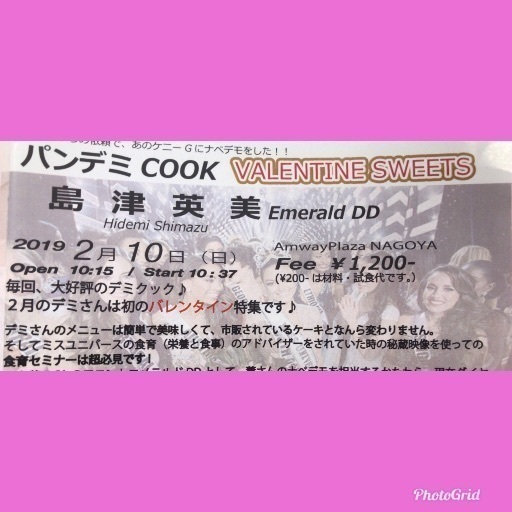 の依頼で、あのケニーGにナベデモをした！！
パンデミ COOK VALENTINE SWEETS
島 津 英 美 Emerald DD
Hidemi Shimazu
2019 2月 10日（日） AmwayPlaza NAGOYA
Open 10:15 / Start 10:37 Fee ￥1,200-
(¥200-は材料・試食代です。)
毎回、大好評のデミクック♪
２月のデミさんは初のバレンタイン特集です♪
デミさんのメニューは簡単で美味しくて、市販されているケーキとなんら変わりません。
そしてミスユニバースの食育（栄養と食事）のアドバイザーをされていた時の秘蔵映像を使っての
食育セミナーは超必見です！
PhotoGrid